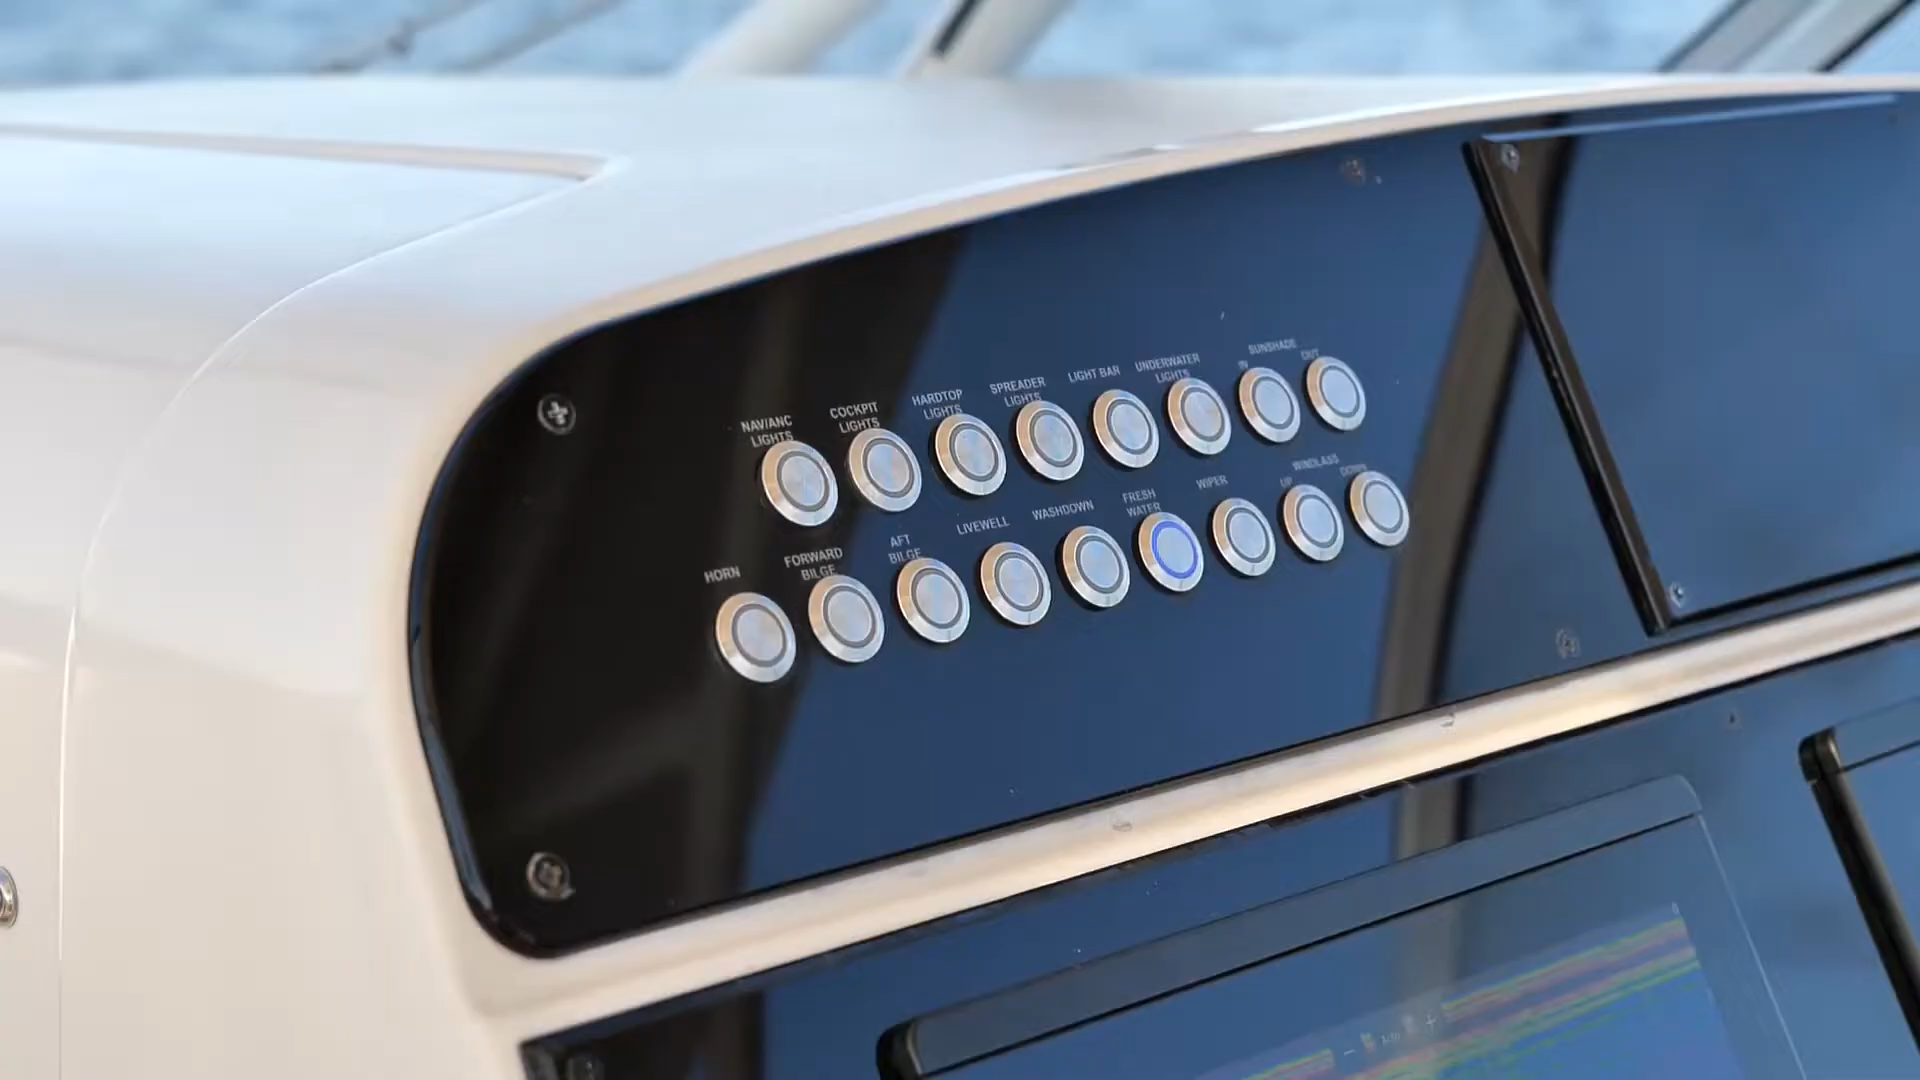 NAV/ANC
LIGHTS
COCKPIT
LIGHTS
HARDTOP
LIGHTS
SPREADER
LIGHTS
LIGHT BAR
UNDERWATER
LIGHTS
SUNSHADE
IN
OUT
HORN
FORWARD
BILGE
AFT
BILGE
LIVEWELL
WASHDOWN
FRESH
WATER
WIPER
WINDLASS
UP
DOWN